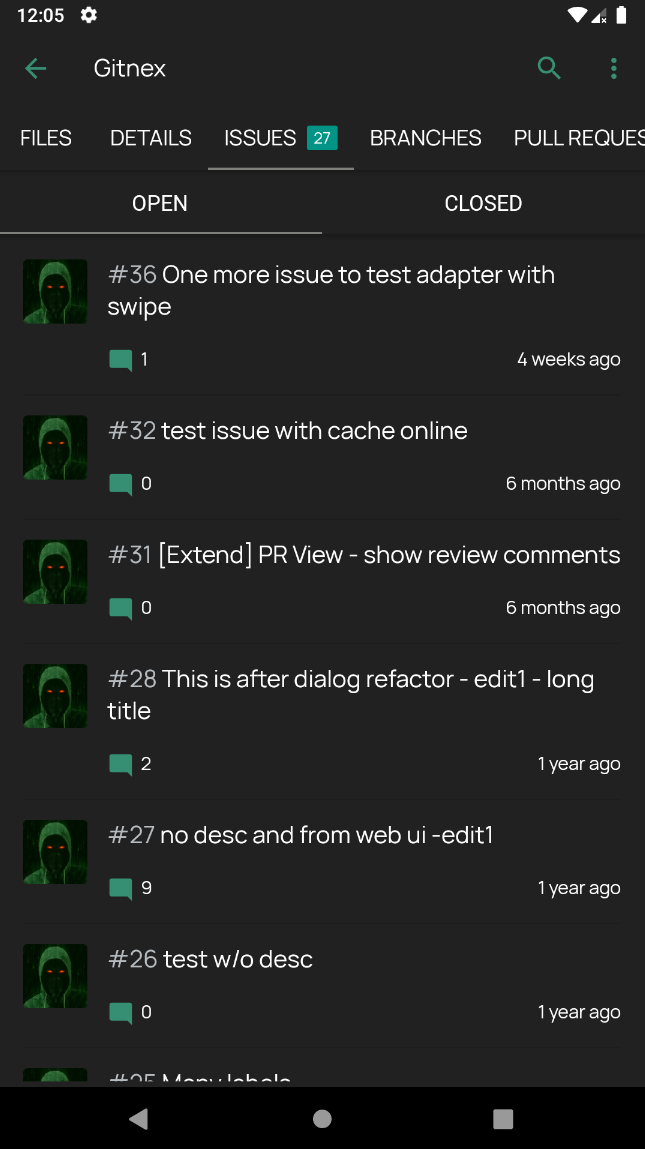 12:05
Gitnex
FILES DETAILS ISSUES 27 BRANCHES PULL REQUES
OPEN CLOSED
#36 One more issue to test adapter with
swipe
1 4 weeks ago
#32 test issue with cache online
0 6 months ago
#31 [Extend] PR View - show review comments
0 6 months ago
#28 This is after dialog refactor - edit1 - long
title
2 1 year ago
#27 no desc and from web ui -edit1
9 1 year ago
#26 test w/o desc
0 1 year ago
#25 Many labels